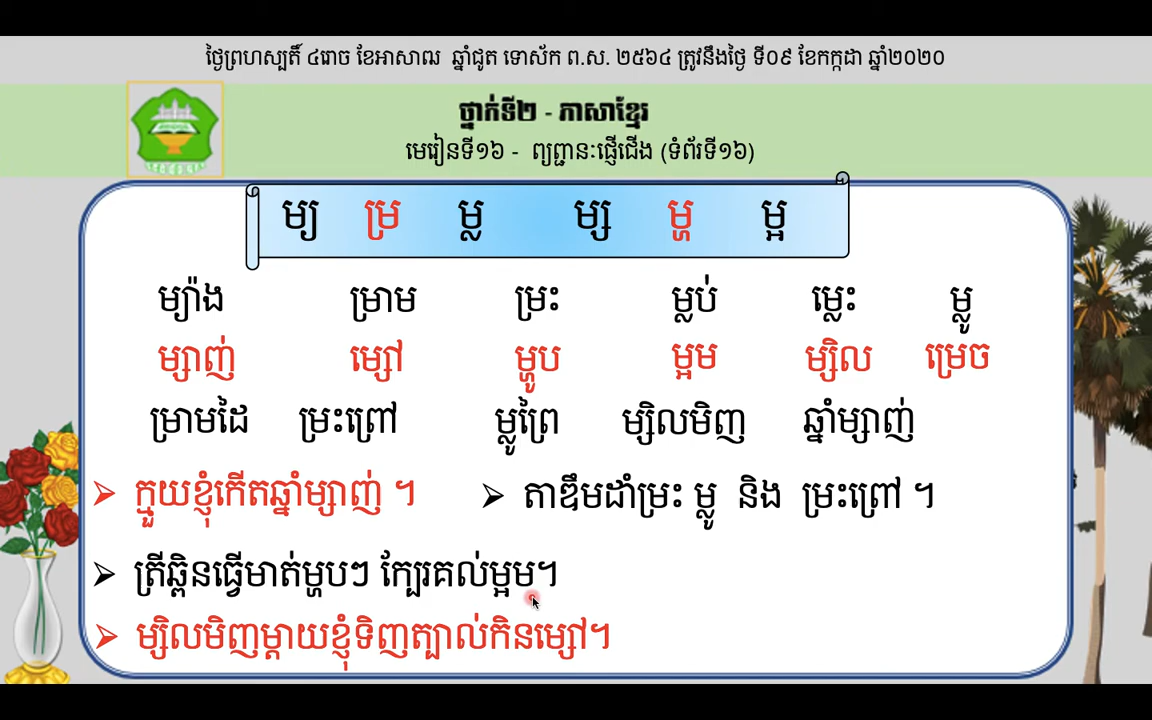 ថ្ងៃព្រហស្បតិ៍ ៤រោច ខែអាសាឍ ឆ្នាំជូត ទោស័ក ព.ស. ២៥៦៤ ត្រូវនឹងថ្ងៃ ទី០៩ ខែកក្កដា ឆ្នាំ២០២០
ថ្នាក់ទី២ - ភាសាខ្មែរ
មេរៀនទី១៦ - ព្យញ្ជានៈផ្ញើជើង (ទំព័រទី១៦)
ម្យ ម្រ ម្ល ម្ស ម្ហ ម្អ
ម្យ៉ាង ម្រាម ម្រះ ម្លប់ ម្លេះ ម្លូ
ម្សាញ់ ម្សៅ ម្ហូប ម្អម ម្សិល ម្រេច
ម្រាមដៃ ម្រះព្រៅ ម្លូព្រៃ ម្សិលមិញ ឆ្នាំម្សាញ់
ក្មួយខ្ញុំកើតឆ្នាំម្សាញ់ ។ តាឌឹមដាំម្រះ ម្លូ និង ម្រះព្រៅ ។
ត្រីឆ្ពិនធ្វើមាត់ម្ហបៗ ក្បែរគល់ម្អម។
ម្សិលមិញម្តាយខ្ញុំទិញត្បាល់កិនម្សៅ។